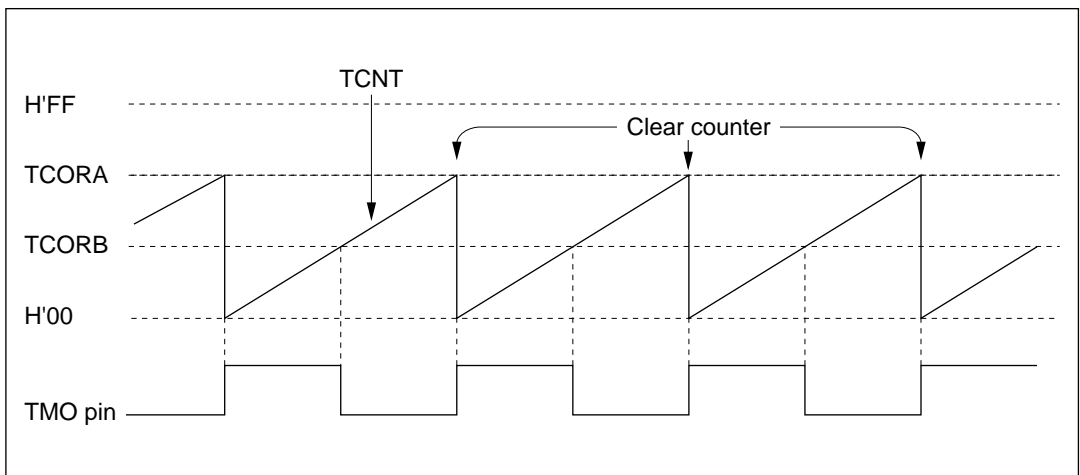 TCNT
H'FF
Clear counter
TCORA
TCORB
H'00
TMO pin